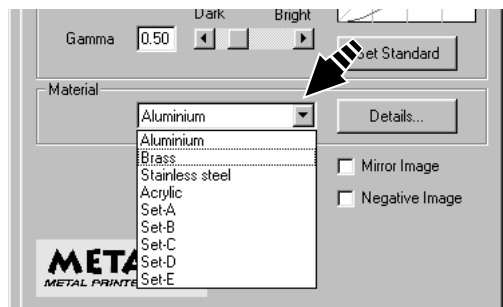 Dark Bright
Gamma 0.50
Set Standard
Material
Aluminium Details...
Aluminium
Brass
Stainless steel
Acrylic
Set-A
Set-B
Set-C
Set-D
Set-E
Mirror Image
Negative Image
METAL PRINTE